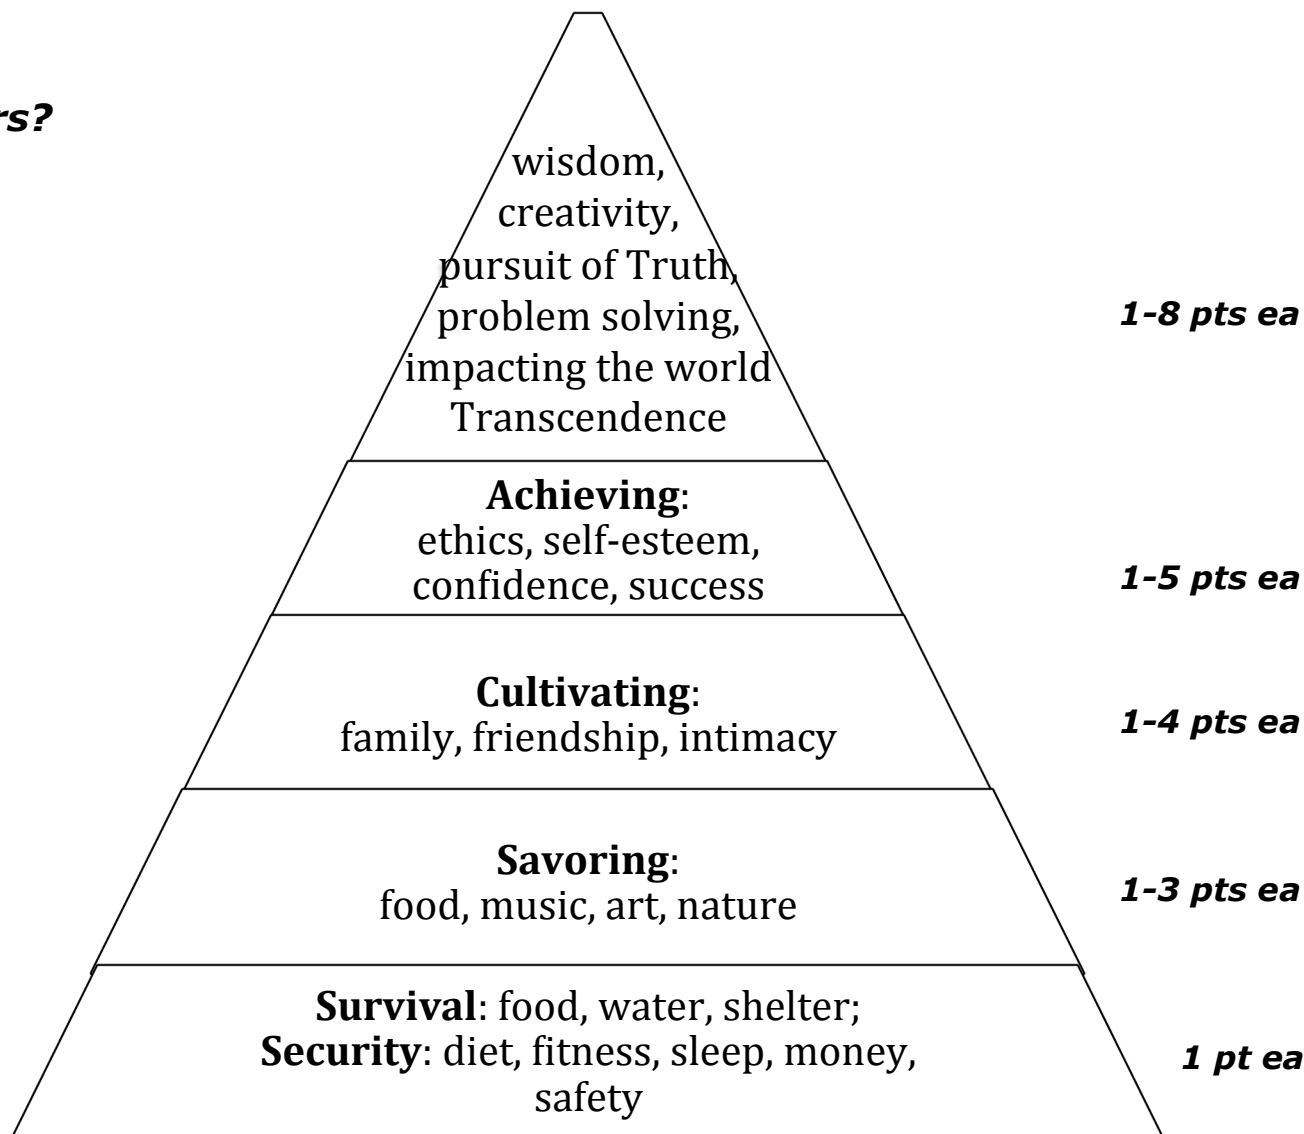 rs?
wisdom,
creativity,
pursuit of Truth,
problem solving,
1-8 pts ea
impacting the world
Transcendence
Achieving:
ethics, self-esteem,
confidence, success
1-5 pts ea
Cultivating:
family, friendship, intimacy
1-4 pts ea
Savoring:
food, music, art, nature
1-3 pts ea
Survival: food, water, shelter;
Security: diet, fitness, sleep, money,
safety
1 pt ea